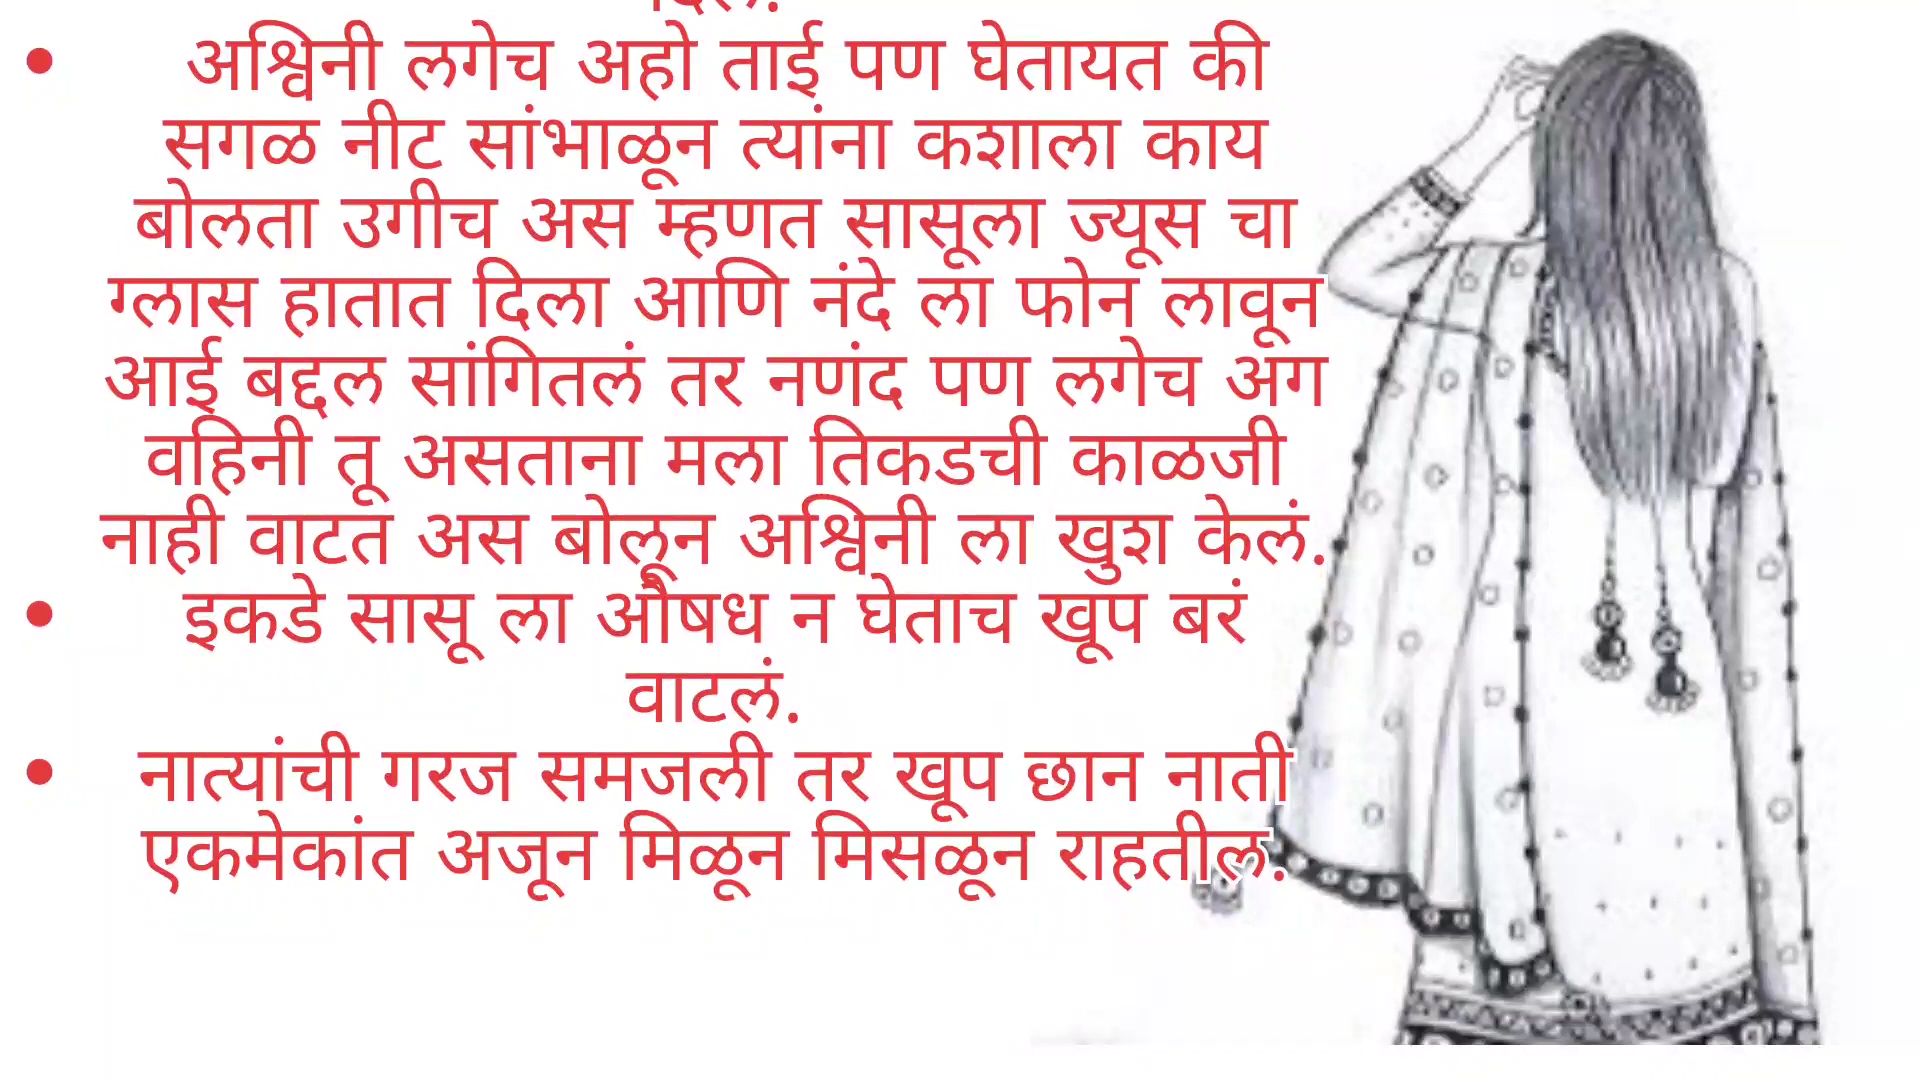 अश्विनी लगेच अहो ताई पण घेतायत की
सगळ नीट सांभाळून त्यांना कशाला काय
बोलता उगीच अस म्हणत सासूला ज्यूस चा
ग्लास हातात दिला आणि नंदे ला फोन लावून
आई बद्दल सांगितलं तर नणंद पण लगेच अग
वहिनी तू असताना मला तिकडची काळजी
नाही वाटत अस बोलून अश्विनी ला खुश केलं.
इकडे सासू ला औषध न घेताच खूप बरं
वाटलं.
नात्यांची गरज समजली तर खूप छान नाती
एकमेकांत अजून मिळून मिसळून राहतील.